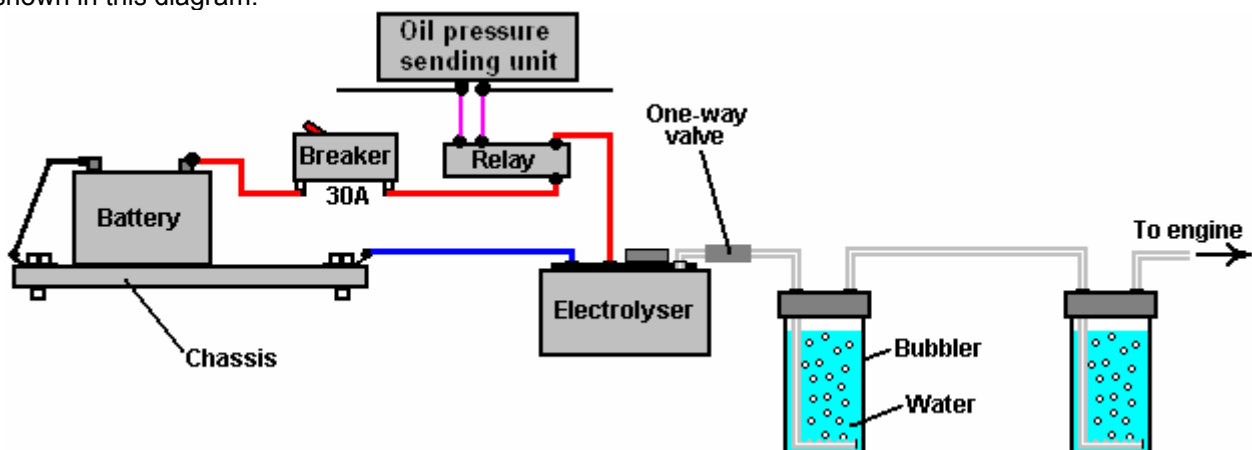 shown in this diagram:
Oil pressure
sending unit
One-way
valve
Breaker
Relay
30A
Battery
To engine
Electrolyser
Chassis
Bubbler
Water